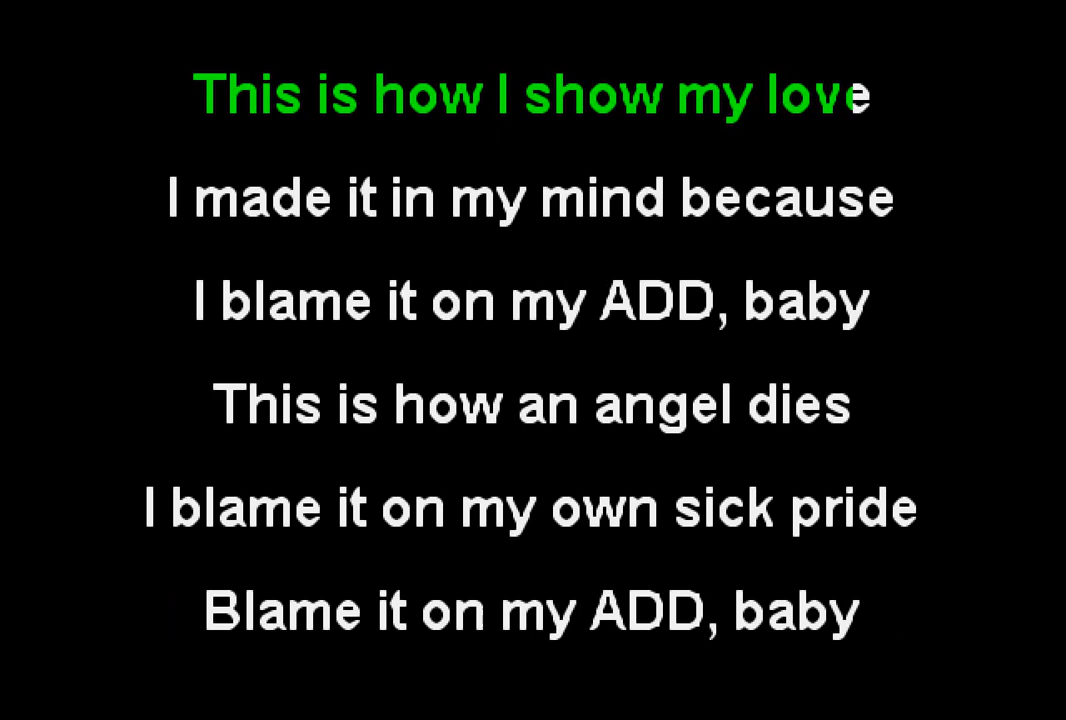 This is how I show my love
I made it in my mind because
I blame it on my ADD, baby
This is how an angel dies
I blame it on my own sick pride
Blame it on my ADD, baby